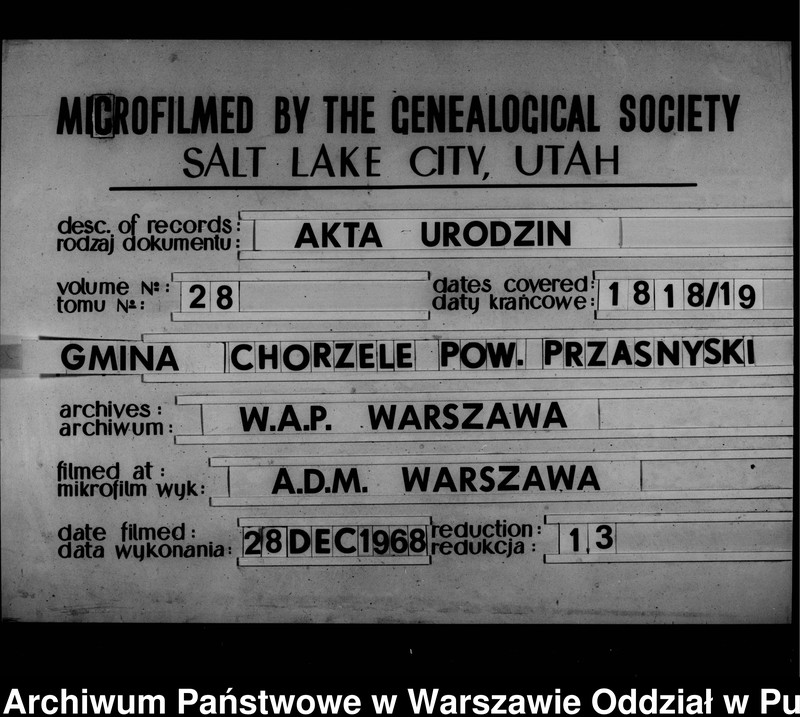 MICROFILMED BY THE GENEALOGICAL SOCIETY
SALT LAKE CITY, UTAH
desc. of records:
rodzaj dokumentu: AKTA URODZIN
volume №: 28 dates covered: 1818/19
tomu №: daty krańcowe:
GMINA CHORZELE POW. PRZASNYSKI
archives:
archiwum: W.A.P. WARSZAWA
filmed at:
mikrofilm wyk: A.D.M. WARSZAWA
date filmed: 28 DEC 1968 reduction: 1,3
data wykonania: redukcja:
Archiwum Państwowe w Warszawie Oddział w Pu